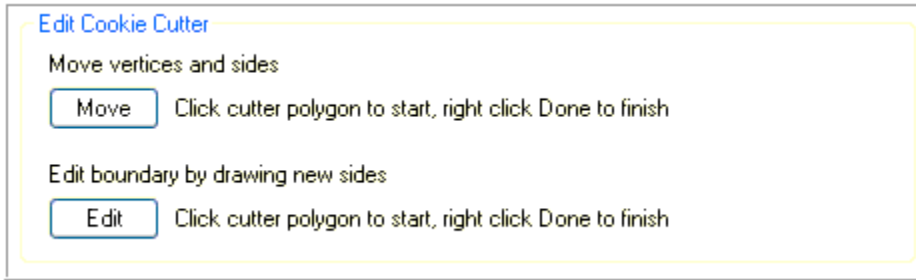 Edit Cookie Cutter
Move vertices and sides
Move Click cutter polygon to start, right click Done to finish
Edit boundary by drawing new sides
Edit Click cutter polygon to start, right click Done to finish